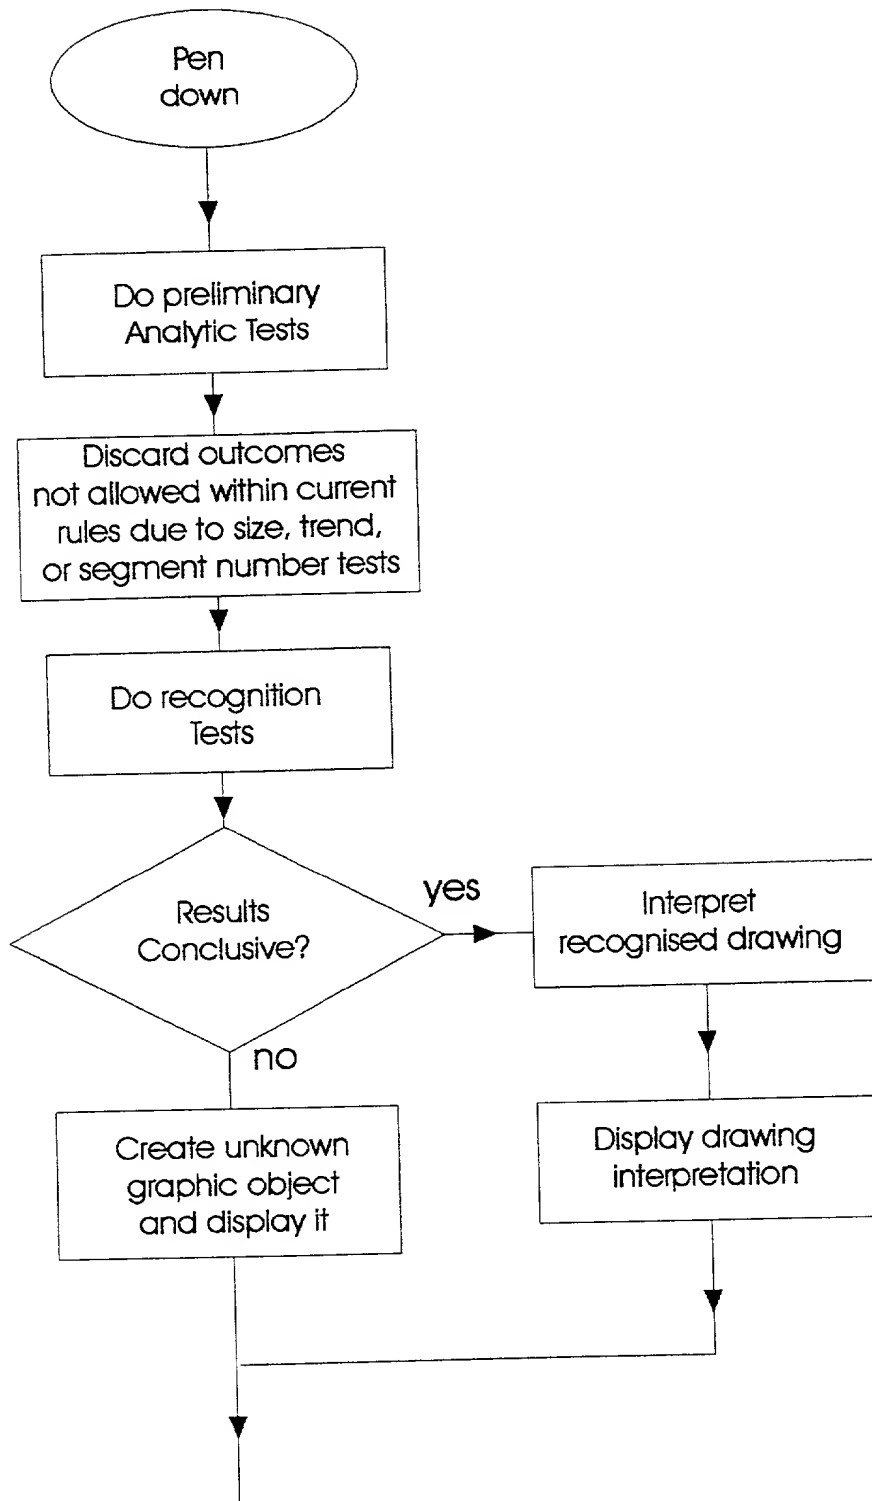 Pen
down
Do preliminary
Analytic Tests
Discard outcomes
not allowed within current
rules due to size, trend,
or segment number tests
Do recognition
Tests
Results
Conclusive?
yes
Interpret
recognised drawing
no
Create unknown
graphic object
and display it
Display drawing
interpretation